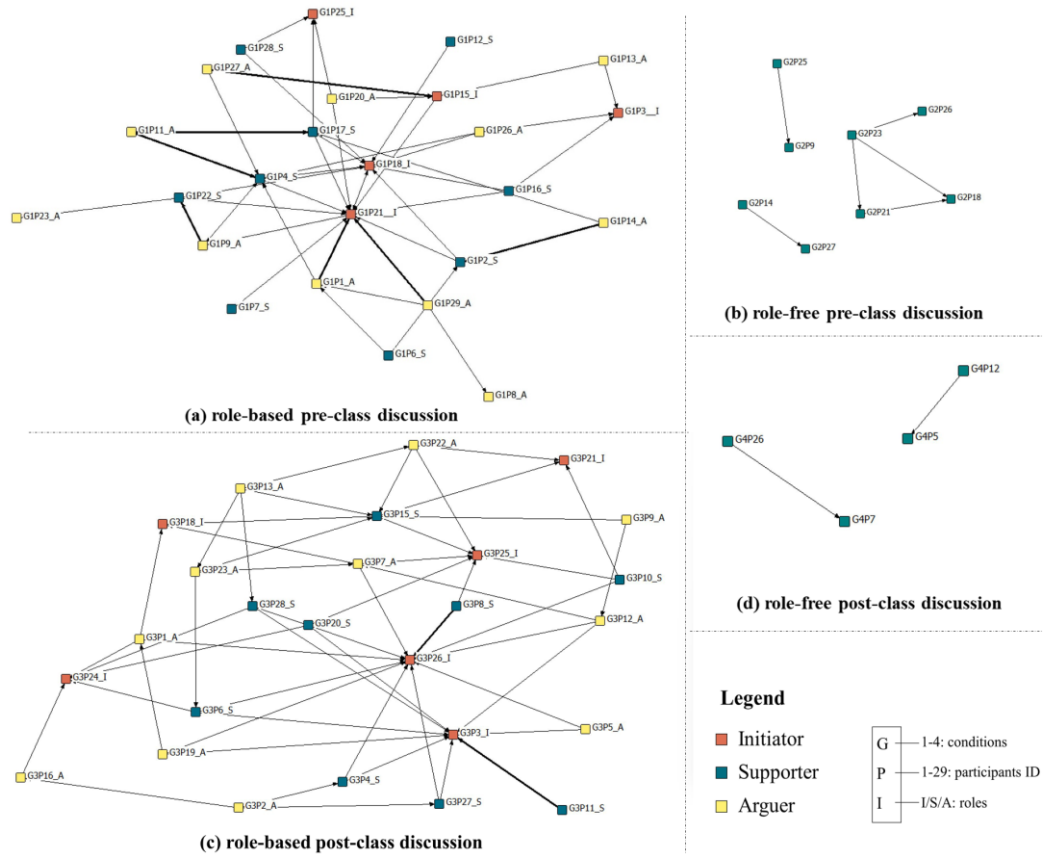 G1P25_I
G1P12_S
G1P28_S
G1P13_A
G1P27_A
G1P20_A
G1P15_I
G1P3__I
G1P11_A
G1P17_S
G1P26_A
G1P18_I
G1P4_S
G1P16_S
G1P22_S
G1P23_A
G1P21__I
G1P14_A
G1P9_A
G1P2_S
G1P1_A
G1P7_S
G1P29_A
G1P6_S
G1P8_A
(a) role-based pre-class discussion
G2P25
G2P26
G2P23
G2P9
G2P14
G2P21
G2P18
G2P27
(b) role-free pre-class discussion
G3P22_A
G3P21_I
G3P13_A
G3P15_S
G3P18_I
G3P9_A
G3P25_I
G3P7_A
G3P23_A
G3P10_S
G3P28_S
G3P8_S
G3P20_S
G3P12_A
G3P1_A
G3P26_I
G3P24_I
G3P6_S
G3P5_A
G3P3_I
G3P19_A
G3P16_A
G3P4_S
G3P2_A
G3P27_S
G3P11_S
(c) role-based post-class discussion
G4P12
G4P26
G4P5
G4P7
(d) role-free post-class discussion
Legend
Initiator
Supporter
Arguer
G 1-4: conditions
P 1-29: participants ID
I I/S/A: roles